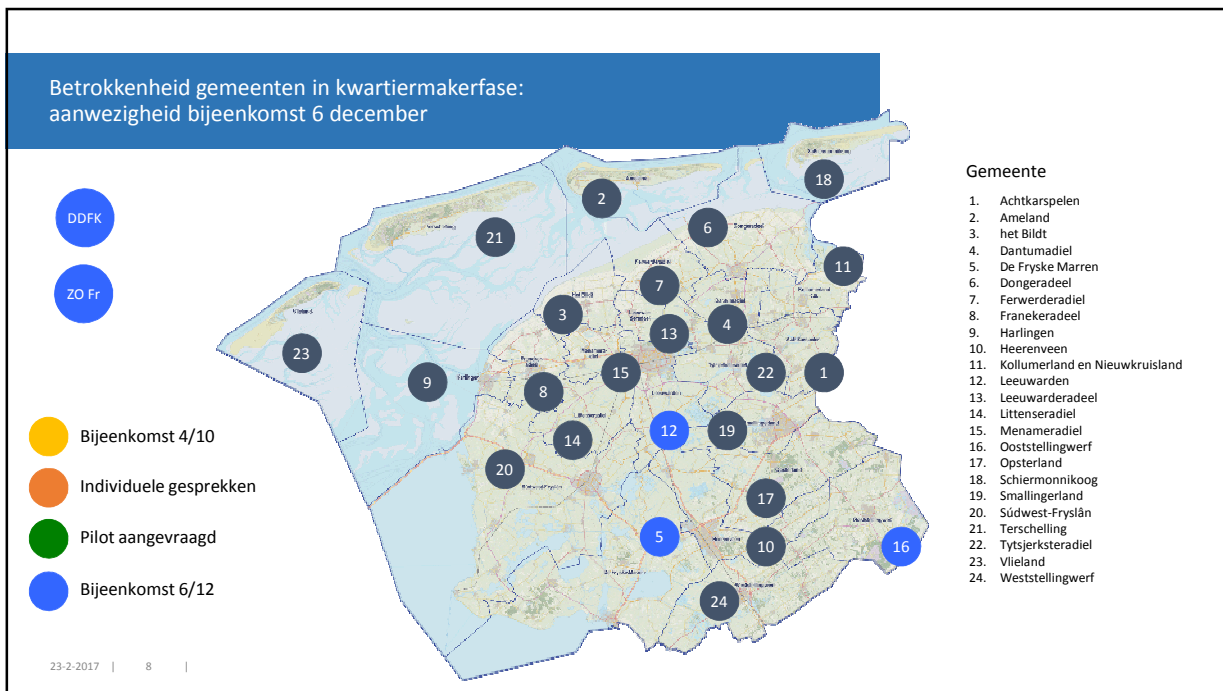 Betrokkenheid gemeenten in kwartiermakerfase:
aanwezigheid bijeenkomst 6 december
DDFK
ZO Fr
Bijeenkomst 4/10
Individuele gesprekken
Pilot aangevraagd
Bijeenkomst 6/12
18
2
21
6
11
7
3
13
4
23
9
8
15
22
1
12
19
14
20
17
5
10
16
24
Vlieland
Harlingen
Leeuwarden
Gemeente
1. Achtkarspelen
2. Ameland
3. het Bildt
4. Dantumadiel
5. De Fryske Marren
6. Dongeradeel
7. Ferwerderadiel
8. Franekeradeel
9. Harlingen
10. Heerenveen
11. Kollumerland en Nieuwkruisland
12. Leeuwarden
13. Leeuwarderadeel
14. Littenseradiel
15. Menameradiel
16. Ooststellingwerf
17. Opsterland
18. Schiermonnikoog
19. Smallingerland
20. Súdwest-Fryslân
21. Terschelling
22. Tytsjerksteradiel
23. Vlieland
24. Weststellingwerf
23-2-2017 | 8 |